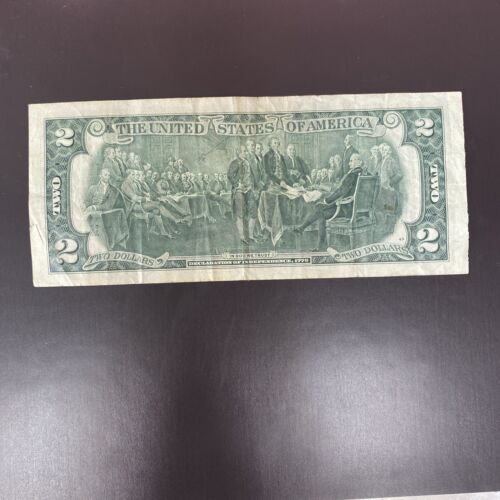 2 THE UNITED STATES OF AMERICA 2
TWO TWO
2 TWO DOLLARS TWO DOLLARS 2
IN GOD WE TRUST
DECLARATION OF INDEPENDENCE, 1776